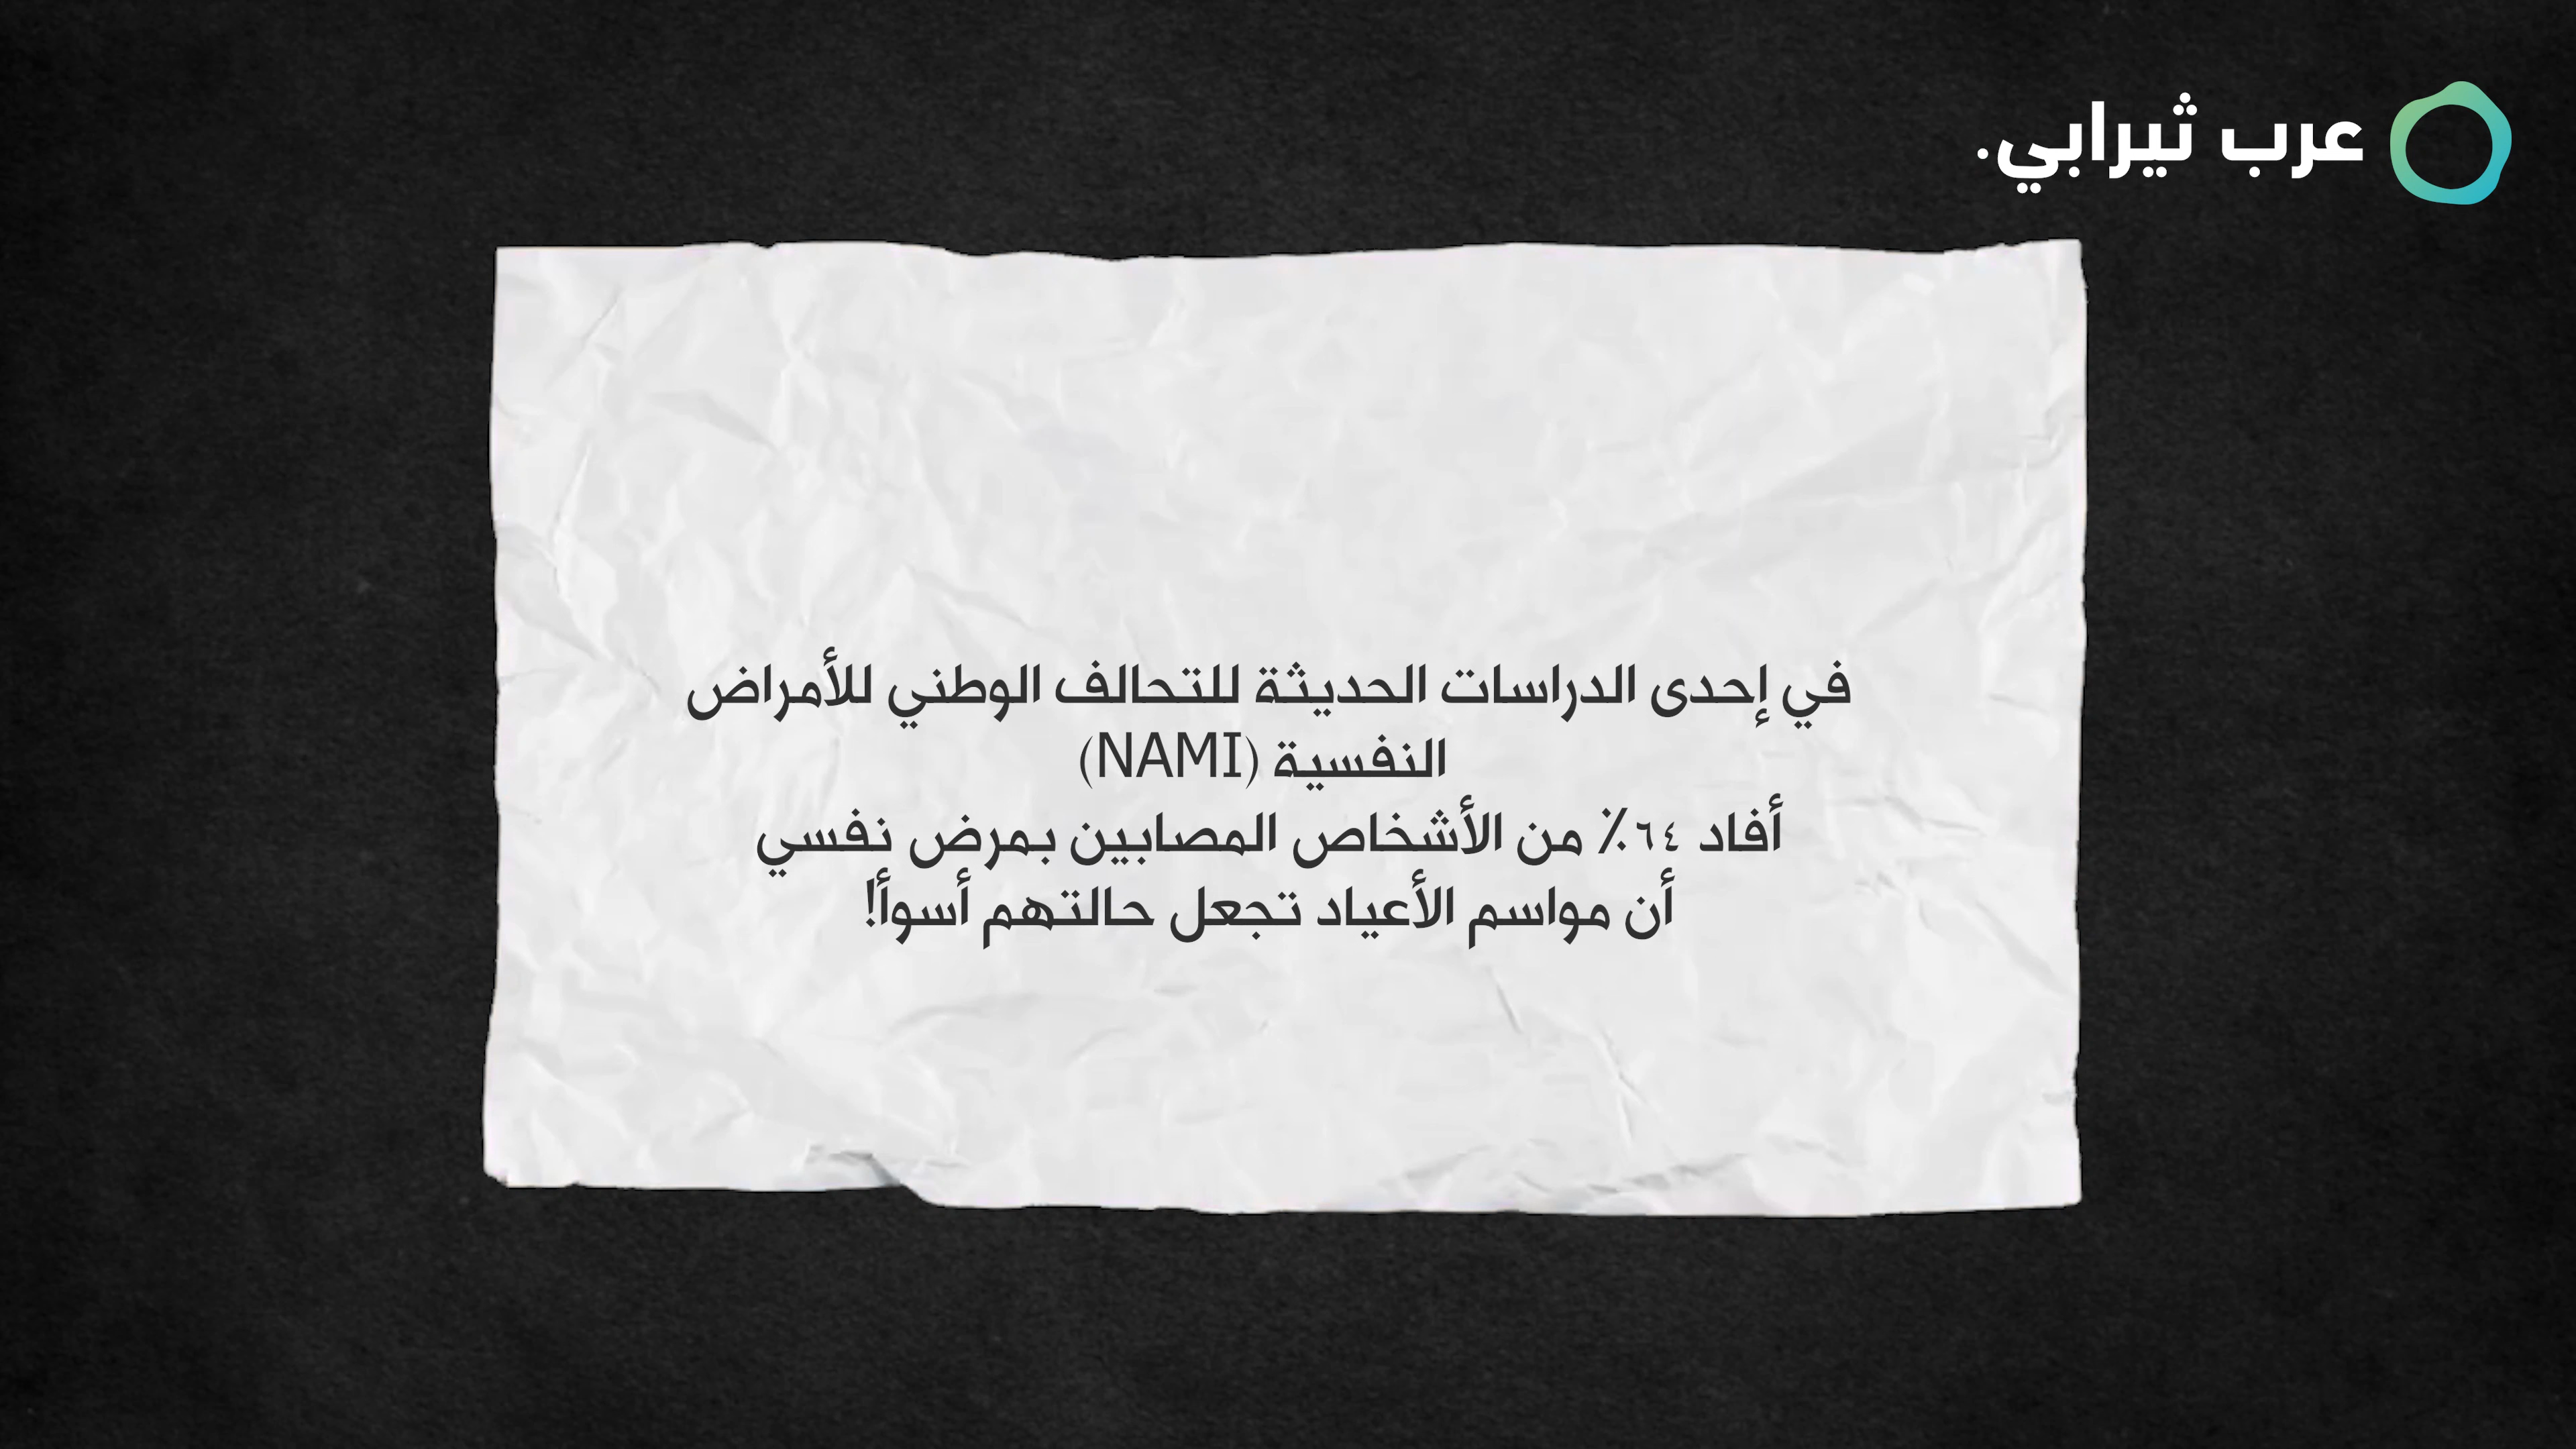 عرب ثيرابي.
في إحدى الدراسات الحديثة للتحالف الوطني للأمراض
النفسية (NAMI)
أفاد ٦٤٪ من الأشخاص المصابين بمرض نفسي
أن مواسم الأعياد تجعل حالتهم أسوأ!